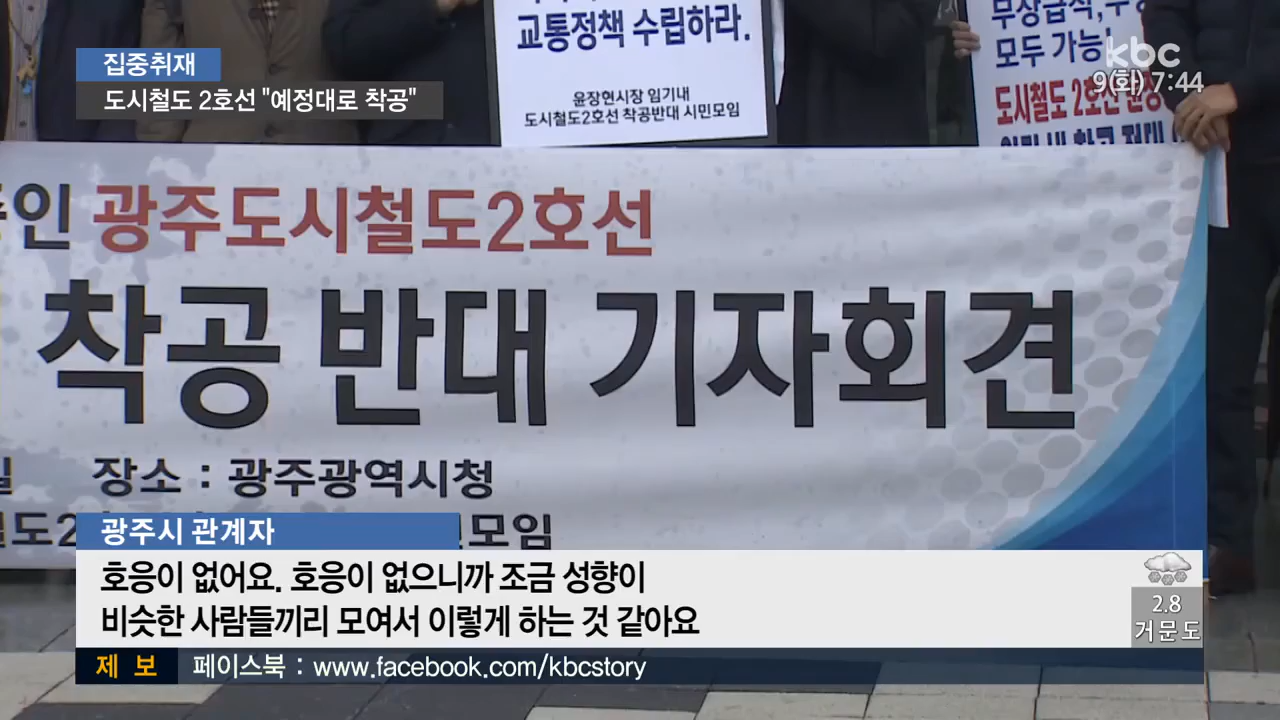 집중취재
도시철도 2호선 "예정대로 착공"
kbc
9(화) 7:44
교통정책 수립하라.
윤장현시장 임기내
도시철도2호선 착공반대 시민모임
모두 가능!
도시철도 2호선
광주도시철도2호선
착공 반대 기자회견
장소 : 광주광역시청
모임
광주시 관계자
호응이 없어요. 호응이 없으니까 조금 성향이
비슷한 사람들끼리 모여서 이렇게 하는 것 같아요
2.8
거문도
제 보
페이스북 : www.facebook.com/kbcstory